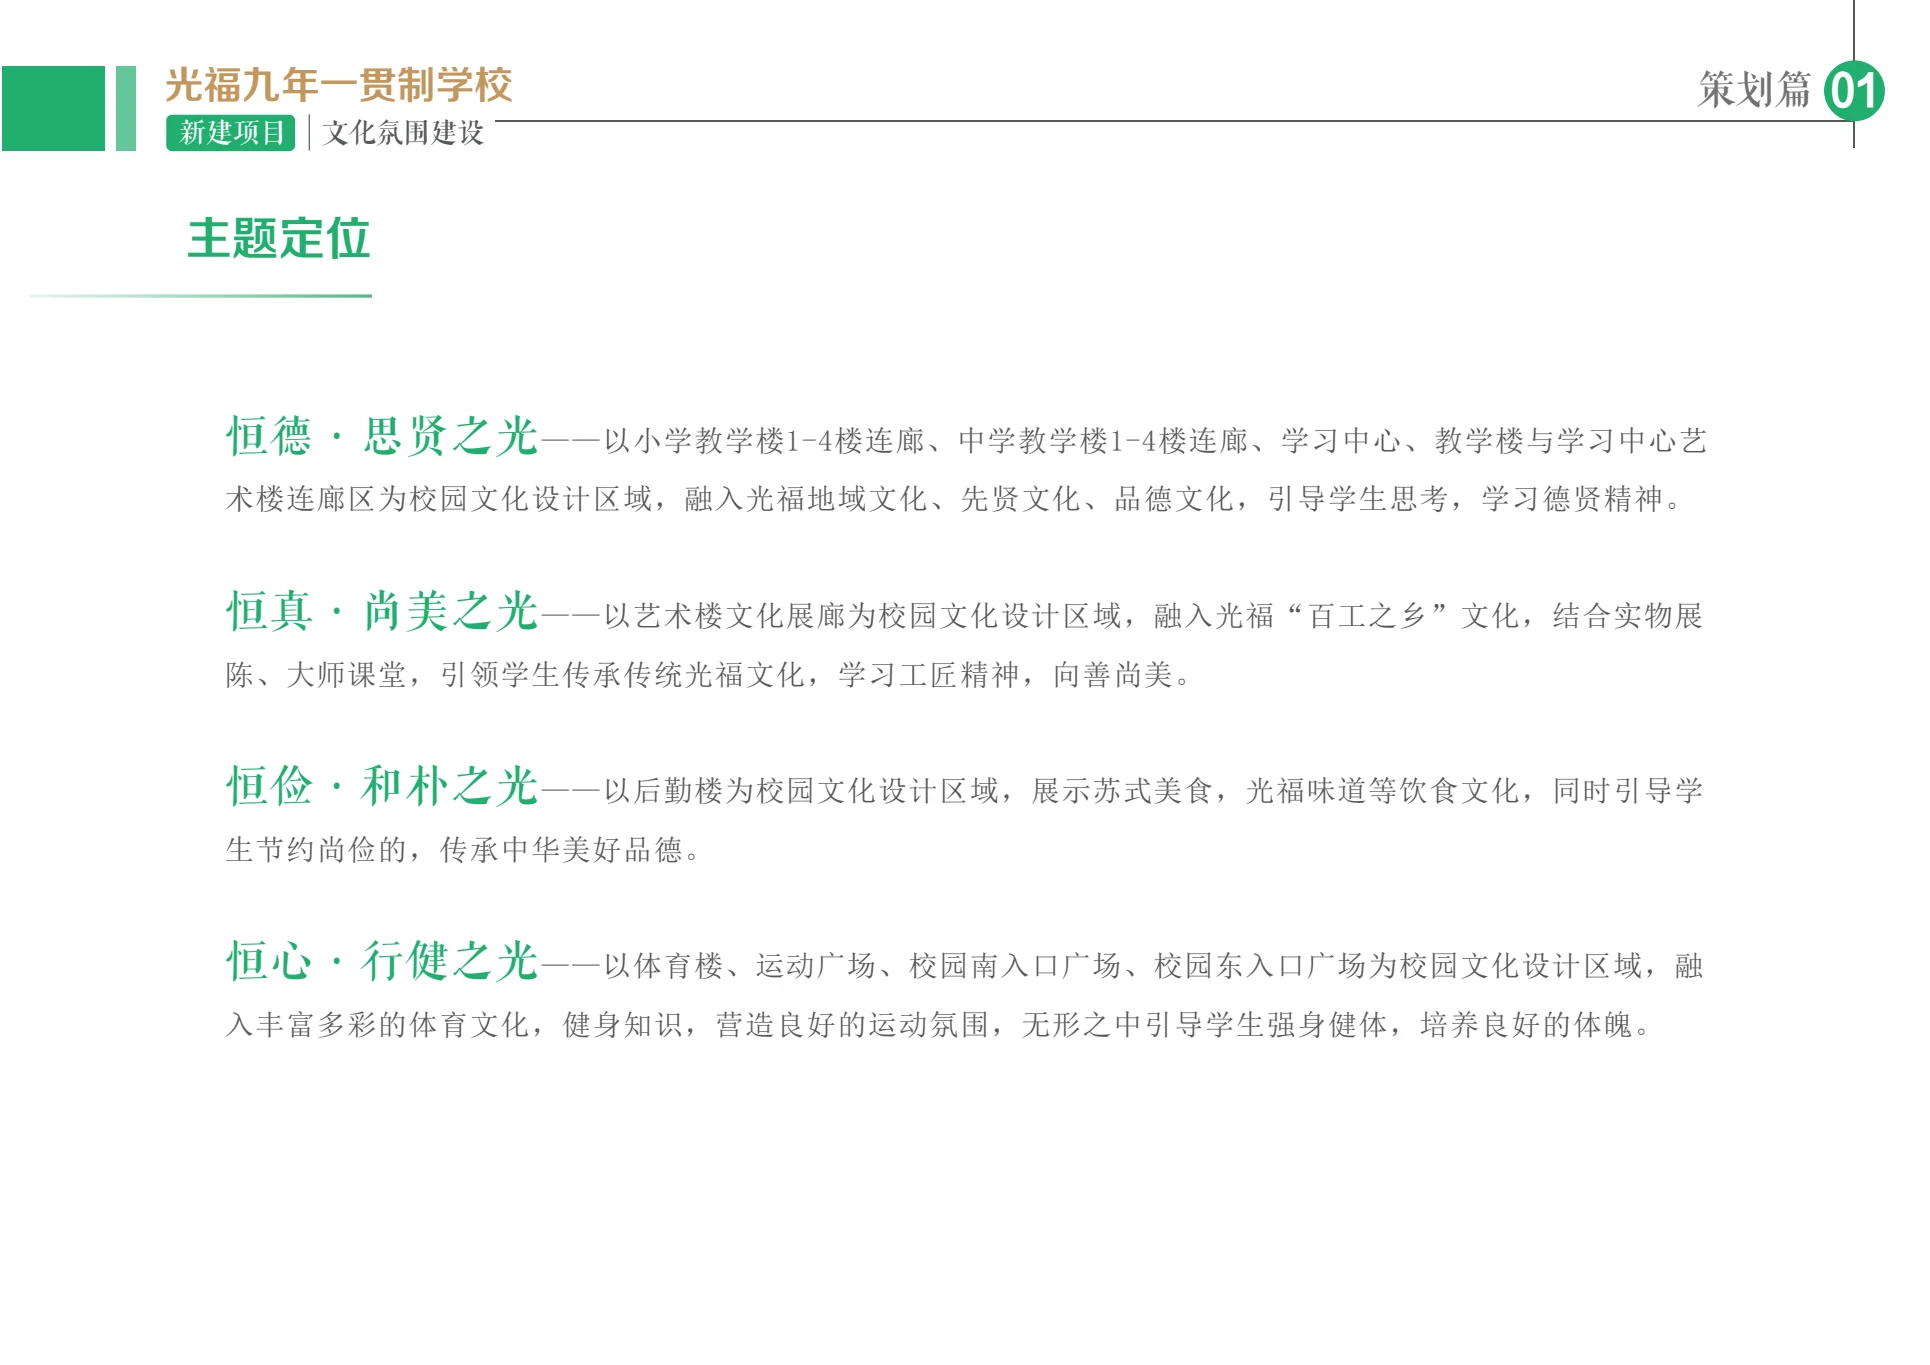 光福九年一贯制学校
新建项目 文化氛围建设
策划篇 01
主题定位
恒德·思贤之光——以小学教学楼1-4楼连廊、中学教学楼1-4楼连廊、学习中心、教学楼与学习中心艺
术楼连廊区为校园文化设计区域，融入光福地域文化、先贤文化、品德文化，引导学生思考，学习德贤精神。
恒真·尚美之光——以艺术楼文化展廊为校园文化设计区域，融入光福“百工之乡”文化，结合实物展
陈、大师课堂，引领学生传承传统光福文化，学习工匠精神，向善尚美。
恒俭·和朴之光——以后勤楼为校园文化设计区域，展示苏式美食，光福味道等饮食文化，同时引导学
生节约尚俭的，传承中华美好品德。
恒心·行健之光——以体育楼、运动广场、校园南入口广场、校园东入口广场为校园文化设计区域，融
入丰富多彩的体育文化，健身知识，营造良好的运动氛围，无形之中引导学生强身健体，培养良好的体魄。